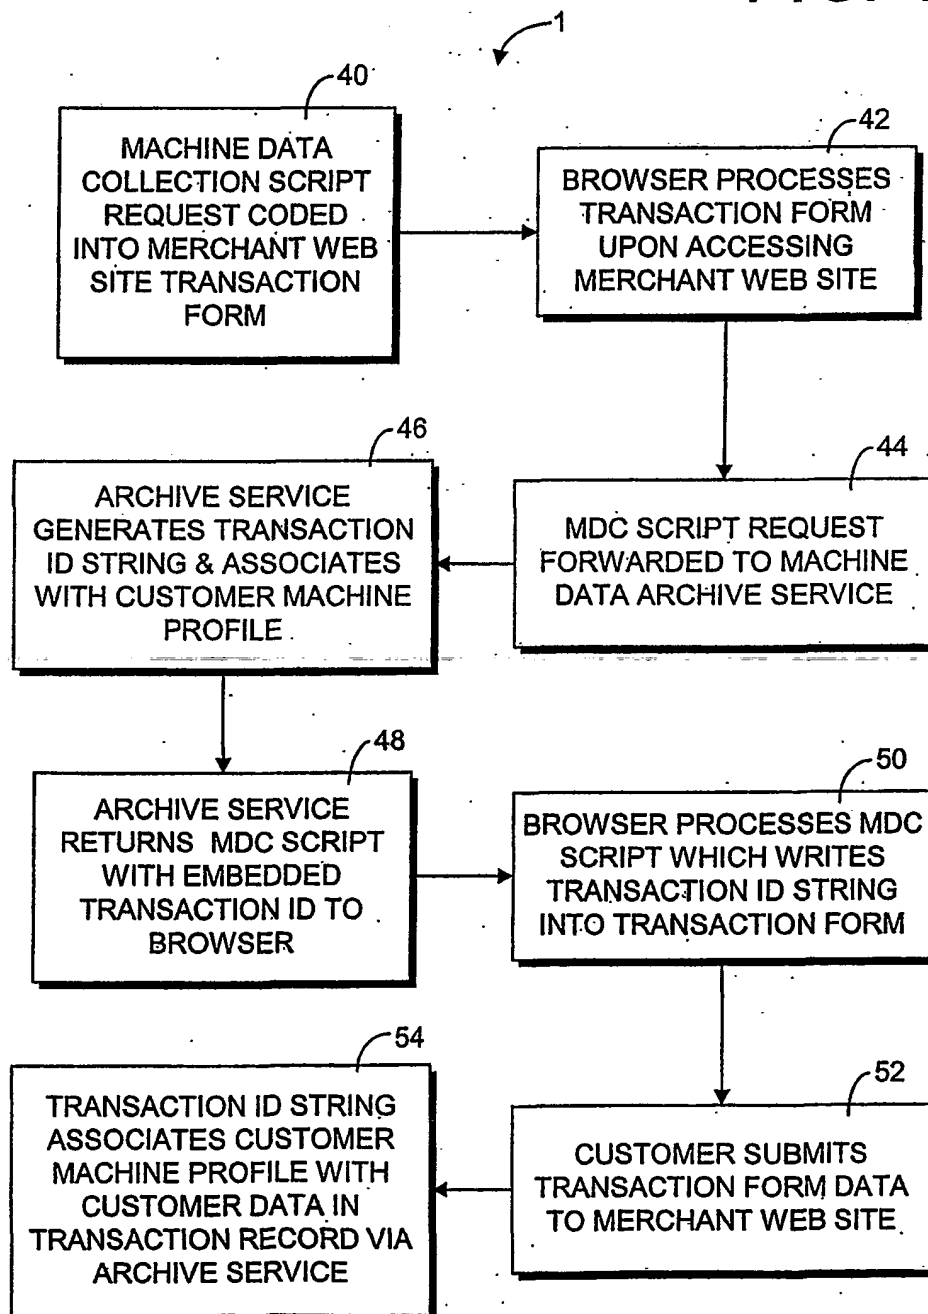 1
40
MACHINE DATA
COLLECTION SCRIPT
REQUEST CODED
INTO MERCHANT WEB
SITE TRANSACTION
FORM
42
BROWSER PROCESSES
TRANSACTION FORM
UPON ACCESSING
MERCHANT WEB SITE
44
MDC SCRIPT REQUEST
FORWARDED TO MACHINE
DATA ARCHIVE SERVICE
46
ARCHIVE SERVICE
GENERATES TRANSACTION
ID STRING & ASSOCIATES
WITH CUSTOMER MACHINE
PROFILE
48
ARCHIVE SERVICE
RETURNS MDC SCRIPT
WITH EMBEDDED
TRANSACTION ID TO
BROWSER
50
BROWSER PROCESSES MDC
SCRIPT WHICH WRITES
TRANSACTION ID STRING
INTO TRANSACTION FORM
52
CUSTOMER SUBMITS
TRANSACTION FORM DATA
TO MERCHANT WEB SITE
54
TRANSACTION ID STRING
ASSOCIATES CUSTOMER
MACHINE PROFILE WITH
CUSTOMER DATA IN
TRANSACTION RECORD VIA
ARCHIVE SERVICE